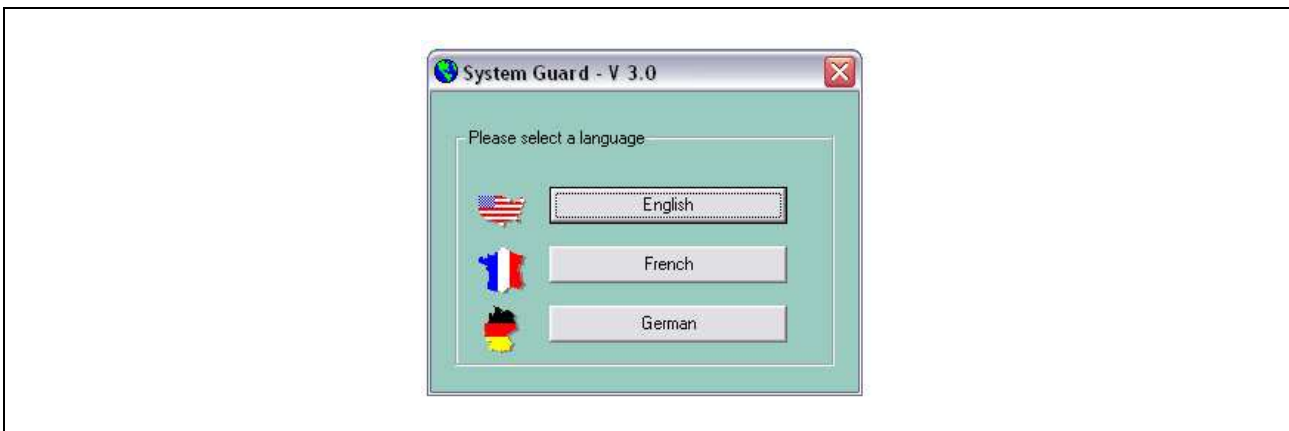 System Guard - V 3.0
Please select a language
English
French
German